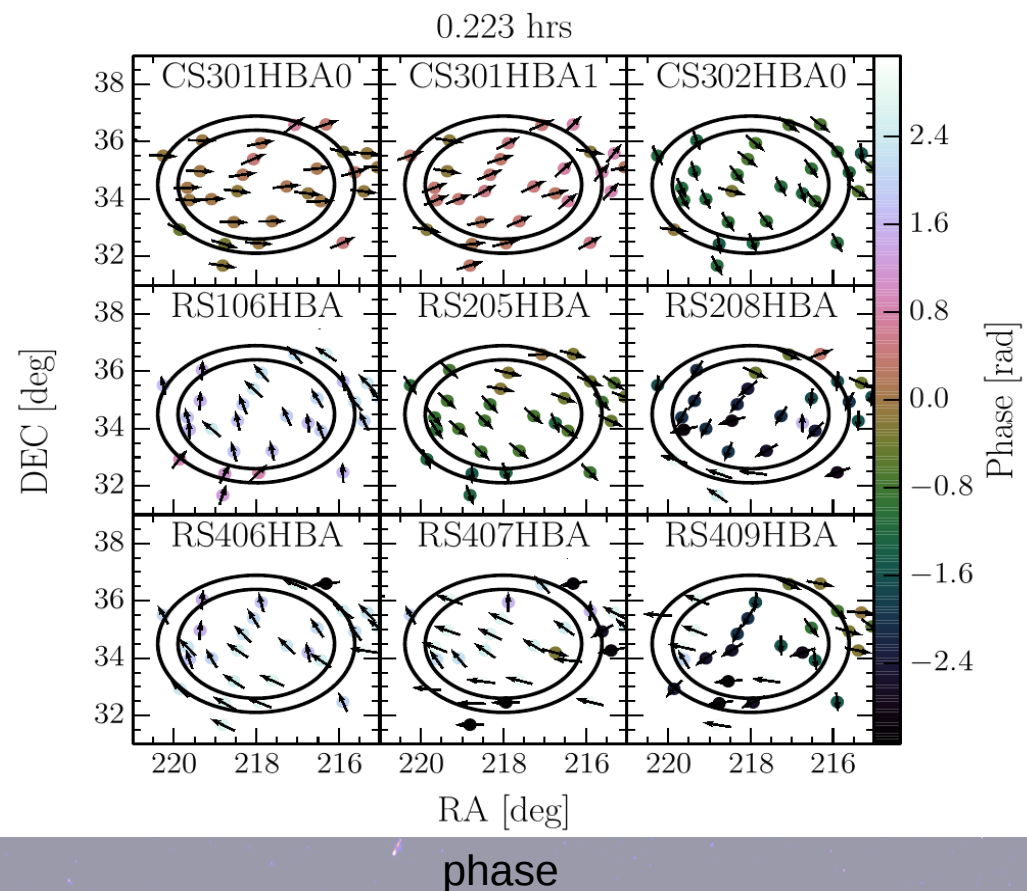 0.223 hrs
CS301HBA0 CS301HBA1 CS302HBA0
38
36
34
32
RS106HBA RS205HBA RS208HBA
38
36
34
32
RS406HBA RS407HBA RS409HBA
38
36
34
32
220 218 216 220 218 216 220 218 216
RA [deg]
DEC [deg]
2.4
1.6
0.8
0.0
−0.8
−1.6
−2.4
Phase [rad]
phase